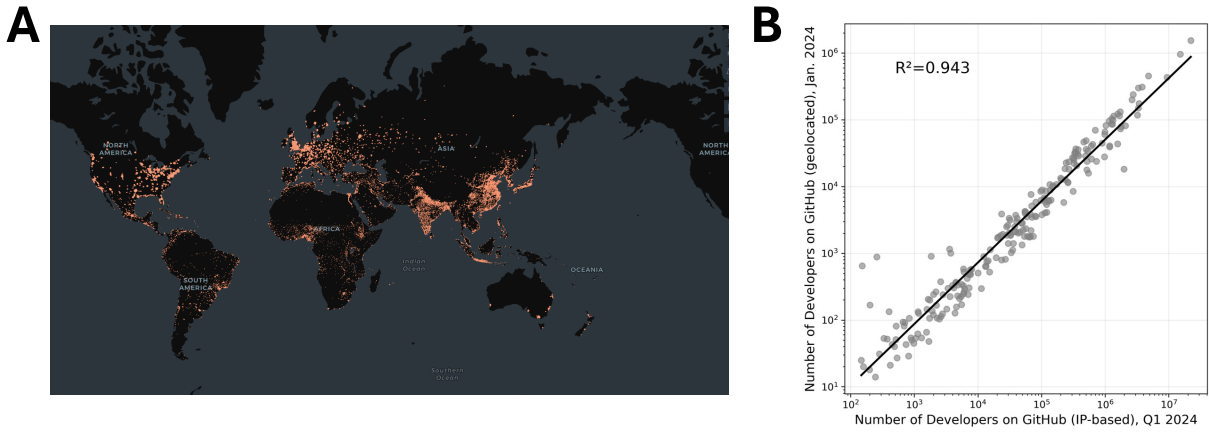 A
B
NORTH
AMERICA
ASIA
NORTH
AMERICA
AFRICA
Indian
Ocean
OCEANIA
SOUTH
AMERICA
Southern
Ocean
R²=0.943
Number of Developers on GitHub (geolocated), Jan. 2024
10⁶
10⁵
10⁴
10³
10²
10¹
10² 10³ 10⁴ 10⁵ 10⁶ 10⁷
Number of Developers on GitHub (IP-based), Q1 2024